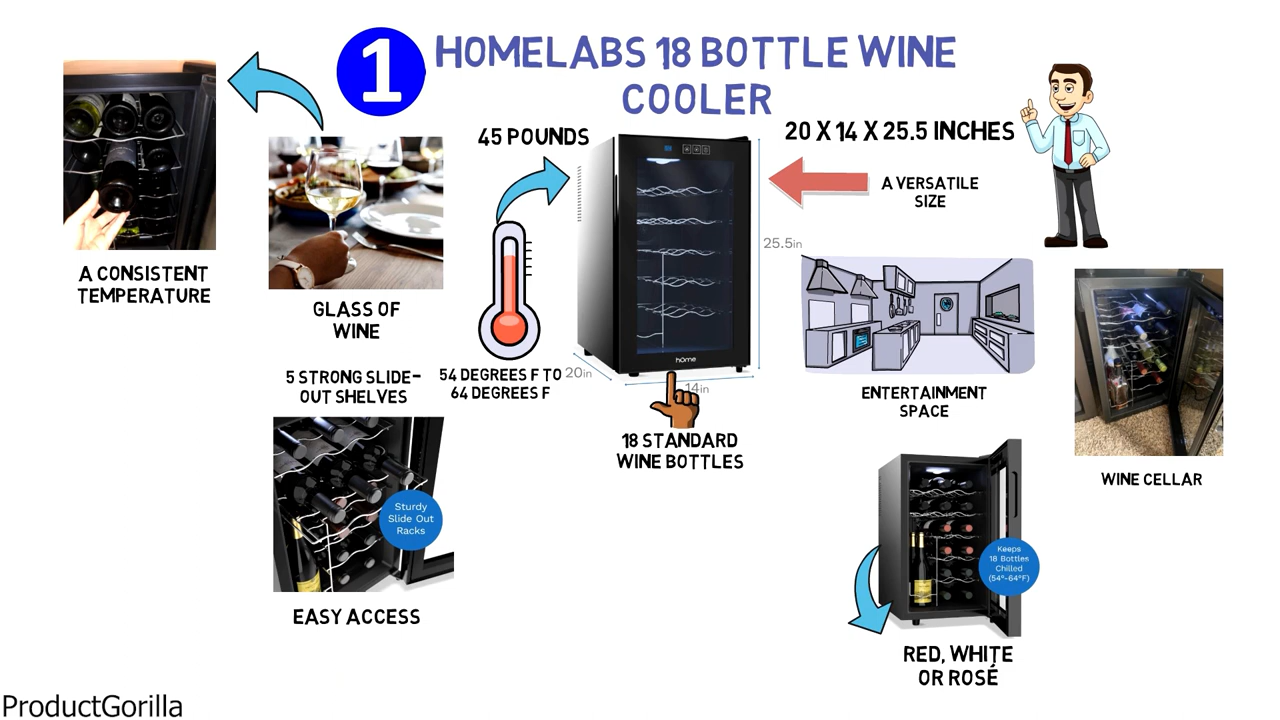 1
HOMELABS 18 BOTTLE WINE
COOLER
45 POUNDS
20 X 14 X 25.5 INCHES
A VERSATILE
SIZE
25.5in
A CONSISTENT
TEMPERATURE
GLASS OF
WINE
home
20in
14in
54 DEGREES F TO
64 DEGREES F
5 STRONG SLIDE-
OUT SHELVES
ENTERTAINMENT
SPACE
18 STANDARD
WINE BOTTLES
WINE CELLAR
Sturdy
Slide Out
Racks
Keeps
18 Bottles
Chilled
(54°-64°F)
EASY ACCESS
RED, WHITE
OR ROSÉ
ProductGorilla